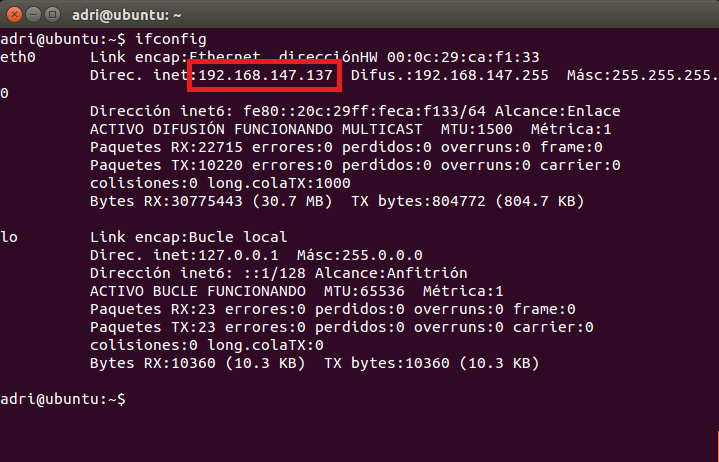 adri@ubuntu: ~
adri@ubuntu:~$ ifconfig
eth0      Link encap:Ethernet  direcciónHW 00:0c:29:ca:f1:33
          Direc. inet:192.168.147.137  Difus.:192.168.147.255  Másc:255.255.255.
0
          Dirección inet6: fe80::20c:29ff:feca:f133/64 Alcance:Enlace
          ACTIVO DIFUSIÓN FUNCIONANDO MULTICAST  MTU:1500  Métrica:1
          Paquetes RX:22715 errores:0 perdidos:0 overruns:0 frame:0
          Paquetes TX:10220 errores:0 perdidos:0 overruns:0 carrier:0
          colisiones:0 long.colaTX:1000
          Bytes RX:30775443 (30.7 MB)  TX bytes:804772 (804.7 KB)
lo        Link encap:Bucle local
          Direc. inet:127.0.0.1  Másc:255.0.0.0
          Dirección inet6: ::1/128 Alcance:Anfitrión
          ACTIVO BUCLE FUNCIONANDO  MTU:65536  Métrica:1
          Paquetes RX:23 errores:0 perdidos:0 overruns:0 frame:0
          Paquetes TX:23 errores:0 perdidos:0 overruns:0 carrier:0
          colisiones:0 long.colaTX:0
          Bytes RX:10360 (10.3 KB)  TX bytes:10360 (10.3 KB)
adri@ubuntu:~$